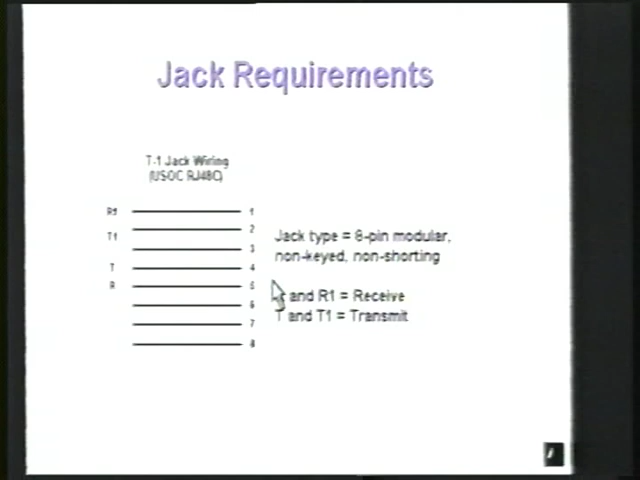 Jack Requirements
T-1 Jack Wiring
(USOC RJ48C)
R1 1
2
T1
3
T 4
R 5
6
7
8
Jack type = 8-pin modular,
non-keyed, non-shorting
and R1 = Receive
T and T1 = Transmit